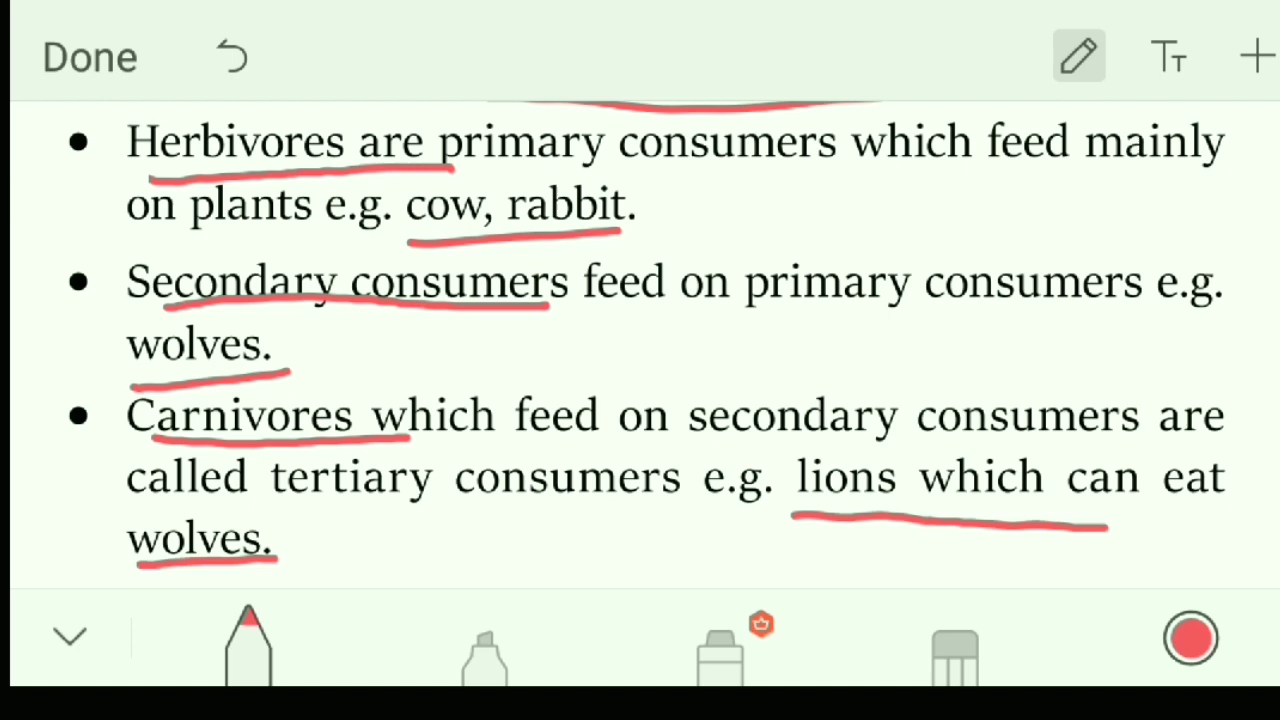 Done
• Herbivores are primary consumers which feed mainly
on plants e.g. cow, rabbit.
• Secondary consumers feed on primary consumers e.g.
wolves.
• Carnivores which feed on secondary consumers are
called tertiary consumers e.g. lions which can eat
wolves.